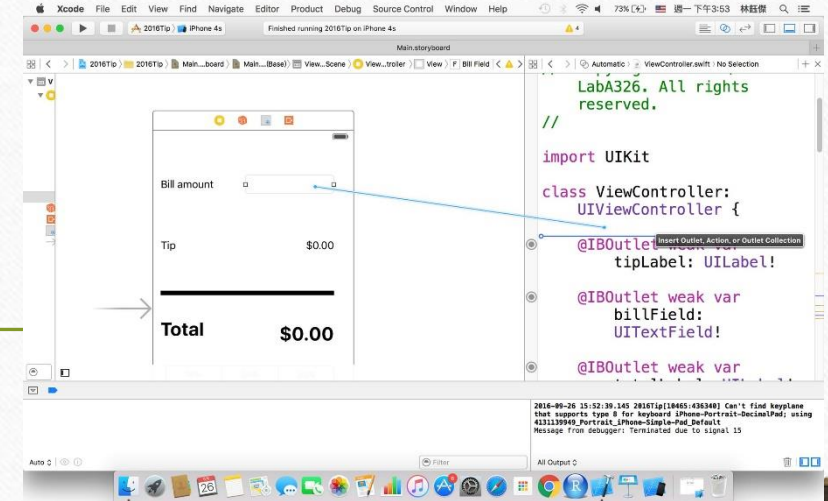 Xcode File Edit View Find Navigate Editor Product Debug Source Control Window Help 73% 週一下午3:53 林鈺傑
2016Tip iPhone 4s Finished running 2016Tip on iPhone 4s 4
Main.storyboard
2016Tip 2016Tip Main....board Main....(Base) View...Scene View...troller View F Bill Field
Automatic ViewController.swift No Selection
V
LabA326. All rights
reserved.
//
import UIKit
class ViewController:
UIViewController {
Insert Outlet, Action, or Outlet Collection
@IBOutlet weak var
tipLabel: UILabel!
@IBOutlet weak var
billField:
UITextField!
@IBOutlet weak var
Bill amount
Tip $0.00
Total $0.00
2016-09-26 15:52:39.145 2016Tip[10465:436340] Can't find keyplane
that supports type 8 for keyboard iPhone-Portrait-DecimalPad; using
4131139949_Portrait_iPhone-Simple-Pad_Default
Message from debugger: Terminated due to signal 15
Auto Filter All Output
26